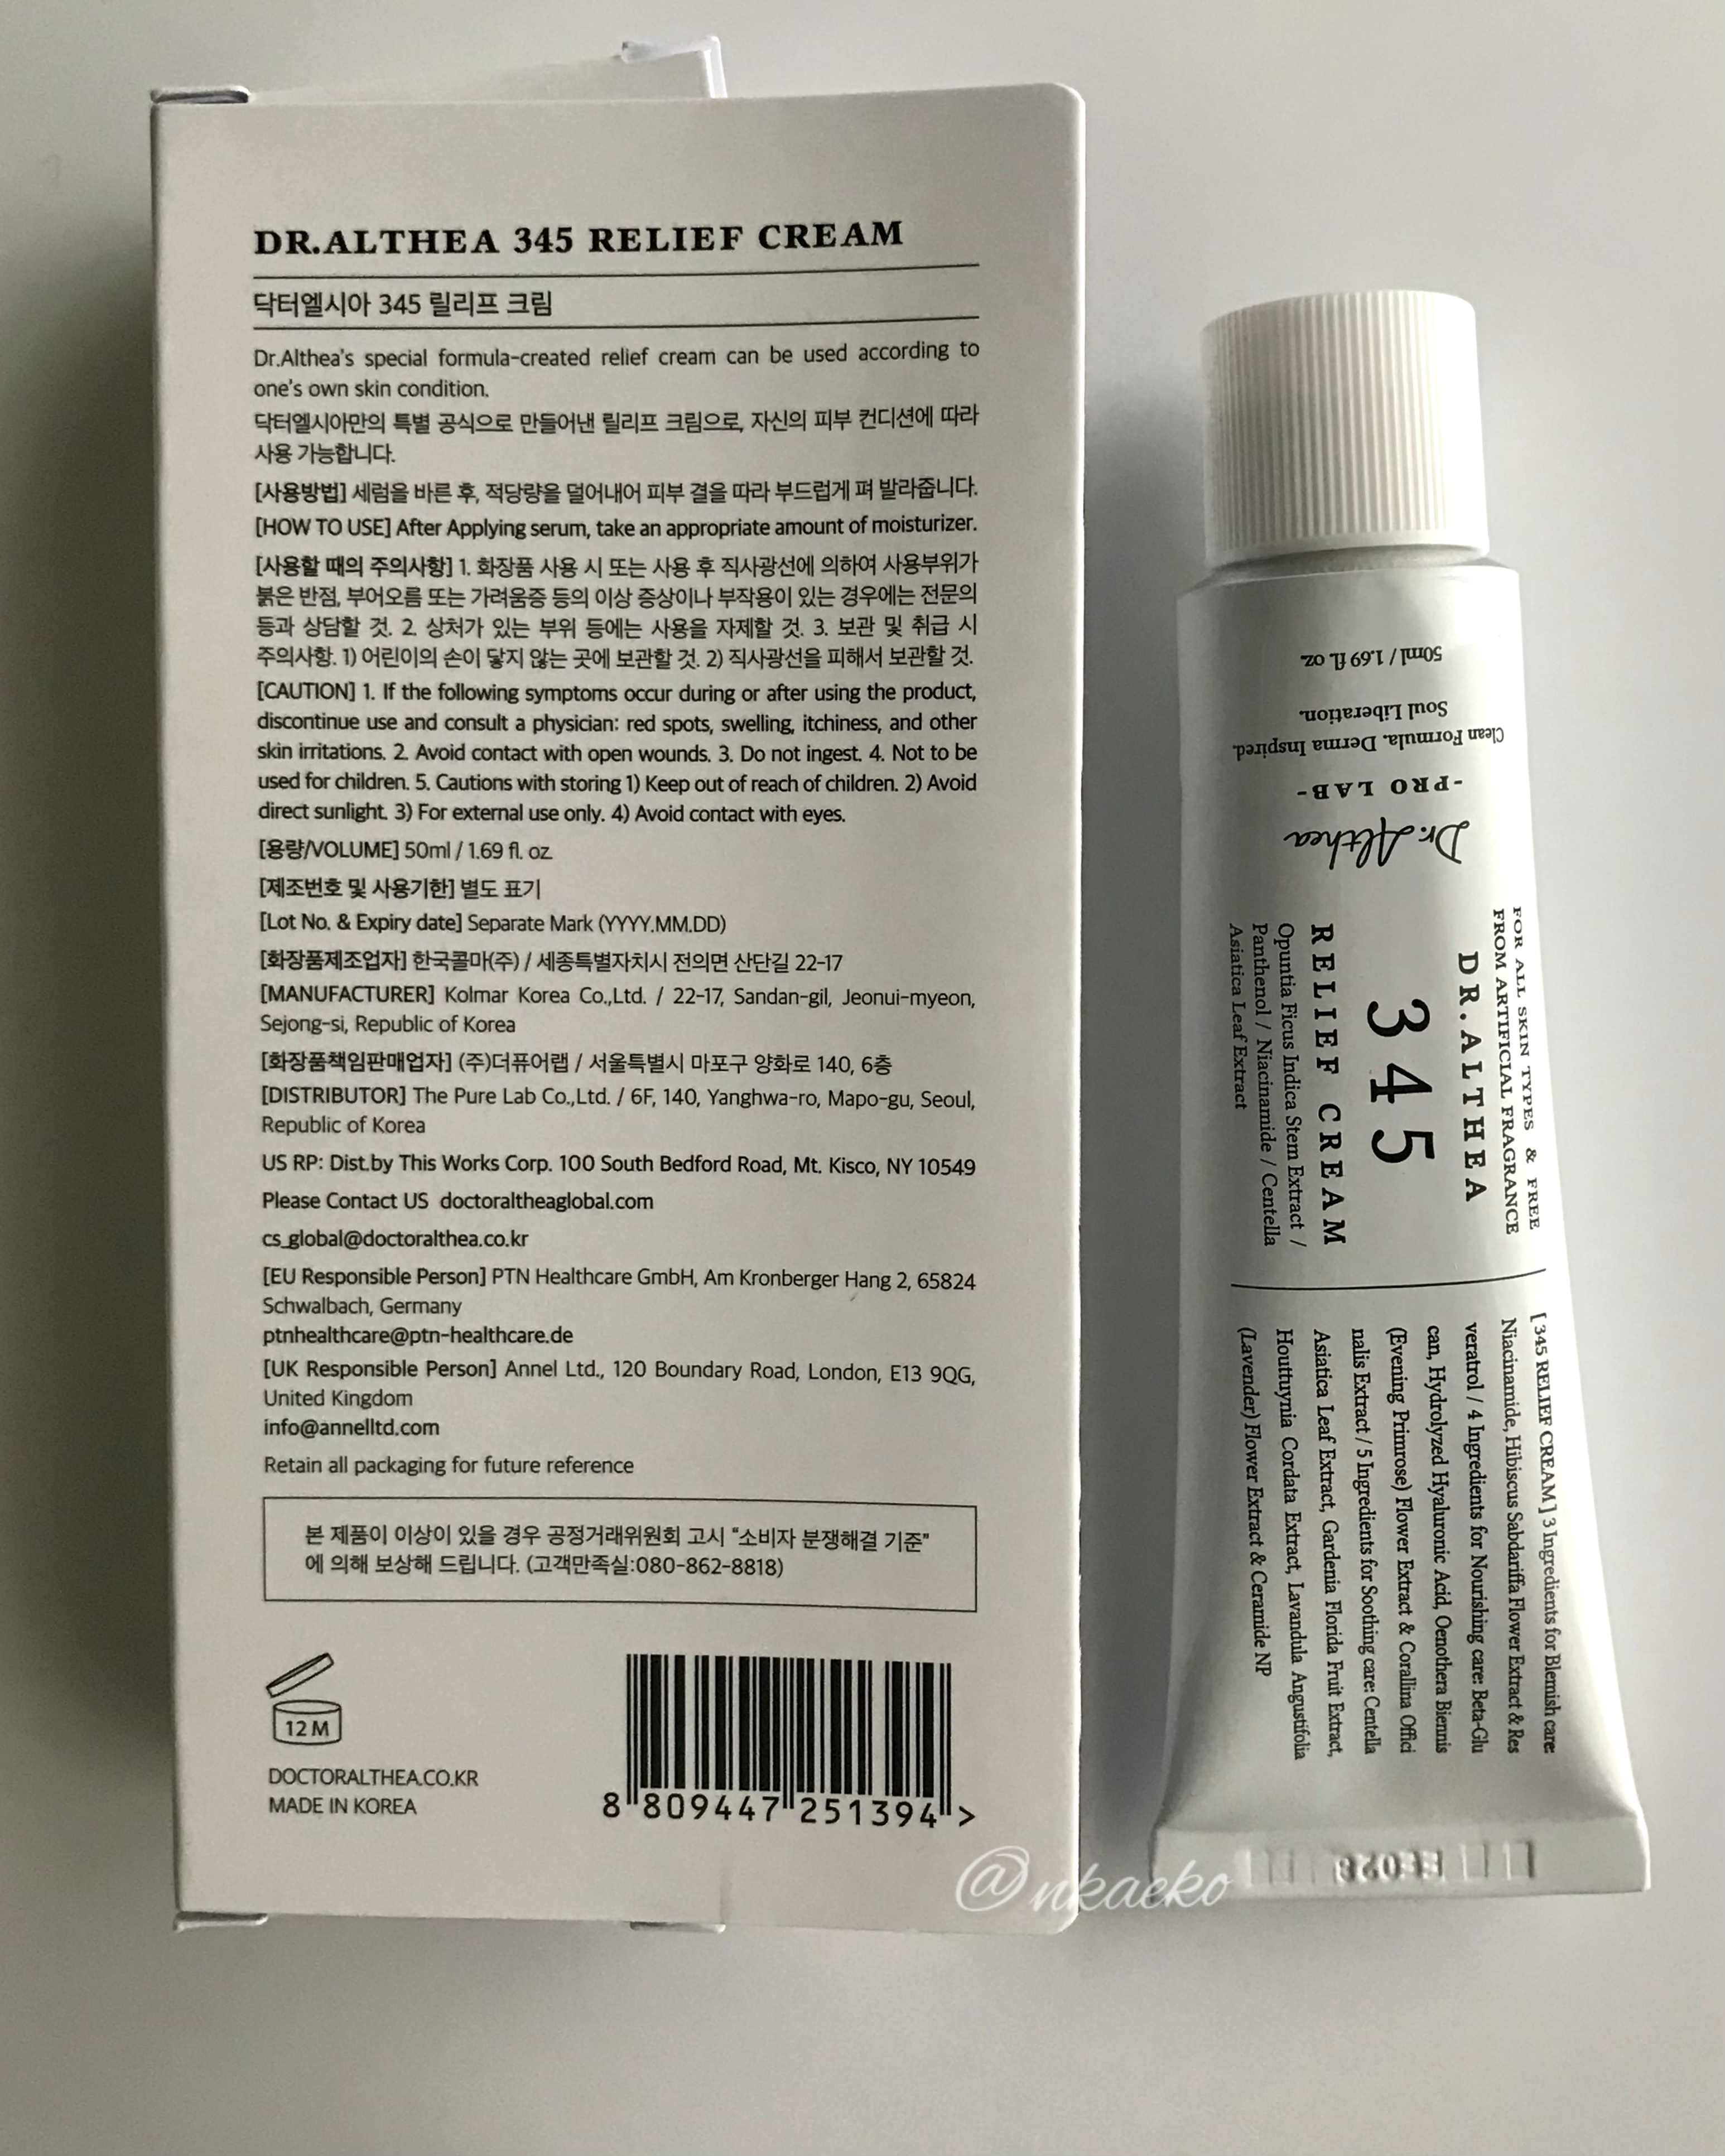 DR.ALTHEA 345 RELIEF CREAM
닥터엘시아 345 릴리프 크림
Dr.Althea's special formula-created relief cream can be used according to
one's own skin condition.
닥터엘시아만의 특별 공식으로 만들어낸 릴리프 크림으로, 자신의 피부 컨디션에 따라
사용 가능합니다.
[사용방법] 세럼을 바른 후, 적당량을 덜어내어 피부 결을 따라 부드럽게 펴 발라줍니다.
[HOW TO USE] After Applying serum, take an appropriate amount of moisturizer.
[사용할 때의 주의사항] 1. 화장품 사용 시 또는 사용 후 직사광선에 의하여 사용부위가
붉은 반점, 부어오름 또는 가려움증 등의 이상 증상이나 부작용이 있는 경우에는 전문의
등과 상담할 것. 2. 상처가 있는 부위 등에는 사용을 자제할 것. 3. 보관 및 취급 시
주의사항. 1) 어린이의 손이 닿지 않는 곳에 보관할 것. 2) 직사광선을 피해서 보관할 것.
[CAUTION] 1. If the following symptoms occur during or after using the product,
discontinue use and consult a physician: red spots, swelling, itchiness, and other
skin irritations. 2. Avoid contact with open wounds. 3. Do not ingest. 4. Not to be
used for children. 5. Cautions with storing 1) Keep out of reach of children. 2) Avoid
direct sunlight. 3) For external use only. 4) Avoid contact with eyes.
[용량/VOLUME] 50ml / 1.69 fl. oz.
[제조번호 및 사용기한] 별도 표기
[Lot No. & Expiry date] Separate Mark (YYYY.MM.DD)
[화장품제조업자] 한국콜마(주) / 세종특별자치시 전의면 산단길 22-17
[MANUFACTURER] Kolmar Korea Co.,Ltd. / 22-17, Sandan-gil, Jeonui-myeon,
Sejong-si, Republic of Korea
[화장품책임판매업자] (주)더퓨어랩 / 서울특별시 마포구 양화로 140, 6층
[DISTRIBUTOR] The Pure Lab Co.,Ltd. / 6F, 140, Yanghwa-ro, Mapo-gu, Seoul,
Republic of Korea
US RP: Dist.by This Works Corp. 100 South Bedford Road, Mt. Kisco, NY 10549
Please Contact US doctoraltheaglobal.com
cs_global@doctoralthea.co.kr
[EU Responsible Person] PTN Healthcare GmbH, Am Kronberger Hang 2, 65824
Schwalbach, Germany
ptnhealthcare@ptn-healthcare.de
[UK Responsible Person] Annel Ltd., 120 Boundary Road, London, E13 9QG,
United Kingdom
info@annelltd.com
Retain all packaging for future reference
본 제품이 이상이 있을 경우 공정거래위원회 고시 "소비자 분쟁해결 기준"
에 의해 보상해 드립니다. (고객만족실:080-862-8818)
12M
DOCTORALTHEA.CO.KR
MADE IN KOREA
8 809447 251394 >
FOR ALL SKIN TYPES & FREE
FROM ARTIFICIAL FRAGRANCE
DR.ALTHEA
345
RELIEF CREAM
Opuntia Ficus Indica Stem Extract /
Panthenol / Niacinamide / Centella
Asiatica Leaf Extract
Dr.Althea
-PRO LAB-
Clean Formula. Derma Inspired.
Soul Liberation.
50ml / 1.69 fl. oz.
[345 RELIEF CREAM] 3 Ingredients for Blemish care:
Niacinamide, Hibiscus Sabdariffa Flower Extract & Res
veratrol / 4 Ingredients for Nourishing care: Beta-Glu
can, Hydrolyzed Hyaluronic Acid, Oenothera Biennis
(Evening Primrose) Flower Extract & Corallina Offici
nalis Extract / 5 Ingredients for Soothing care: Centella
Asiatica Leaf Extract, Gardenia Florida Fruit Extract,
Houttuynia Cordata Extract, Lavandula Angustifolia
(Lavender) Flower Extract & Ceramide NP
@nkaeko